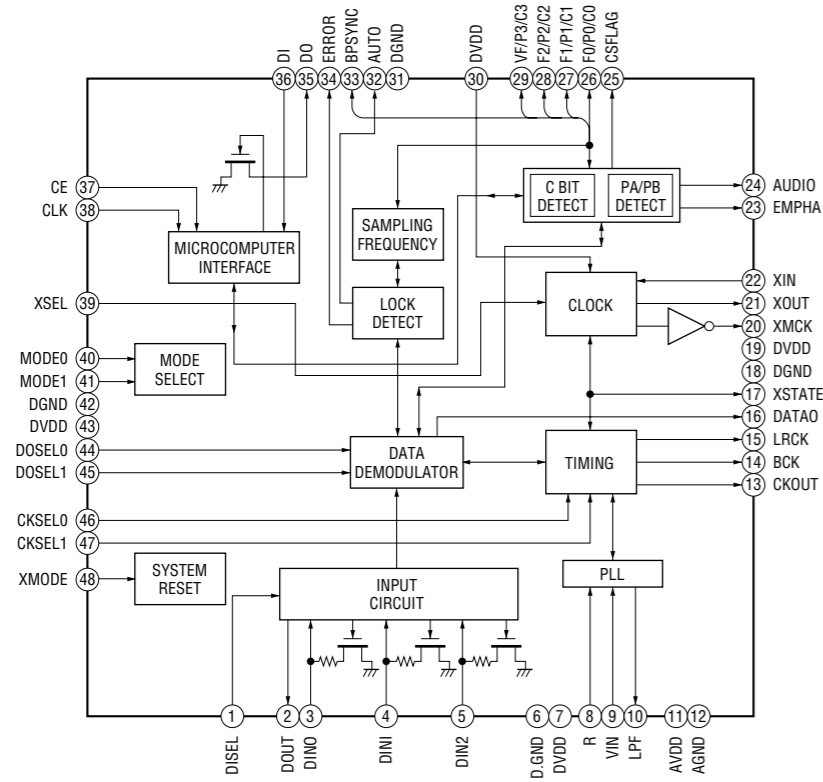 DI
DO
ERROR
BPSYNC
AUTO
DGND
DVDD
VF/P3/C3
F2/P2/C2
F1/P1/C1
F0/P0/C0
CSFLAG
36
35
34
33
32
31
30
29
28
27
26
25
CE 37
CLK 38
XSEL 39
MODE0 40
MODE1 41
DGND 42
DVDD 43
DOSEL0 44
DOSEL1 45
CKSEL0 46
CKSEL1 47
XMODE 48
MICROCOMPUTER
INTERFACE
MODE
SELECT
SYSTEM
RESET
SAMPLING
FREQUENCY
LOCK
DETECT
DATA
DEMODULATOR
INPUT
CIRCUIT
C BIT
DETECT
PA/PB
DETECT
CLOCK
TIMING
PLL
24 AUDIO
23 EMPHA
22 XIN
21 XOUT
20 XMCK
19 DVDD
18 DGND
17 XSTATE
16 DATAO
15 LRCK
14 BCK
13 CKOUT
1
2
3
4
5
6
7
8
9
10
11
12
DISEL
DOUT
DINO
DINI
DIN2
D.GND
DVDD
R
VIN
LPF
AVDD
AGND